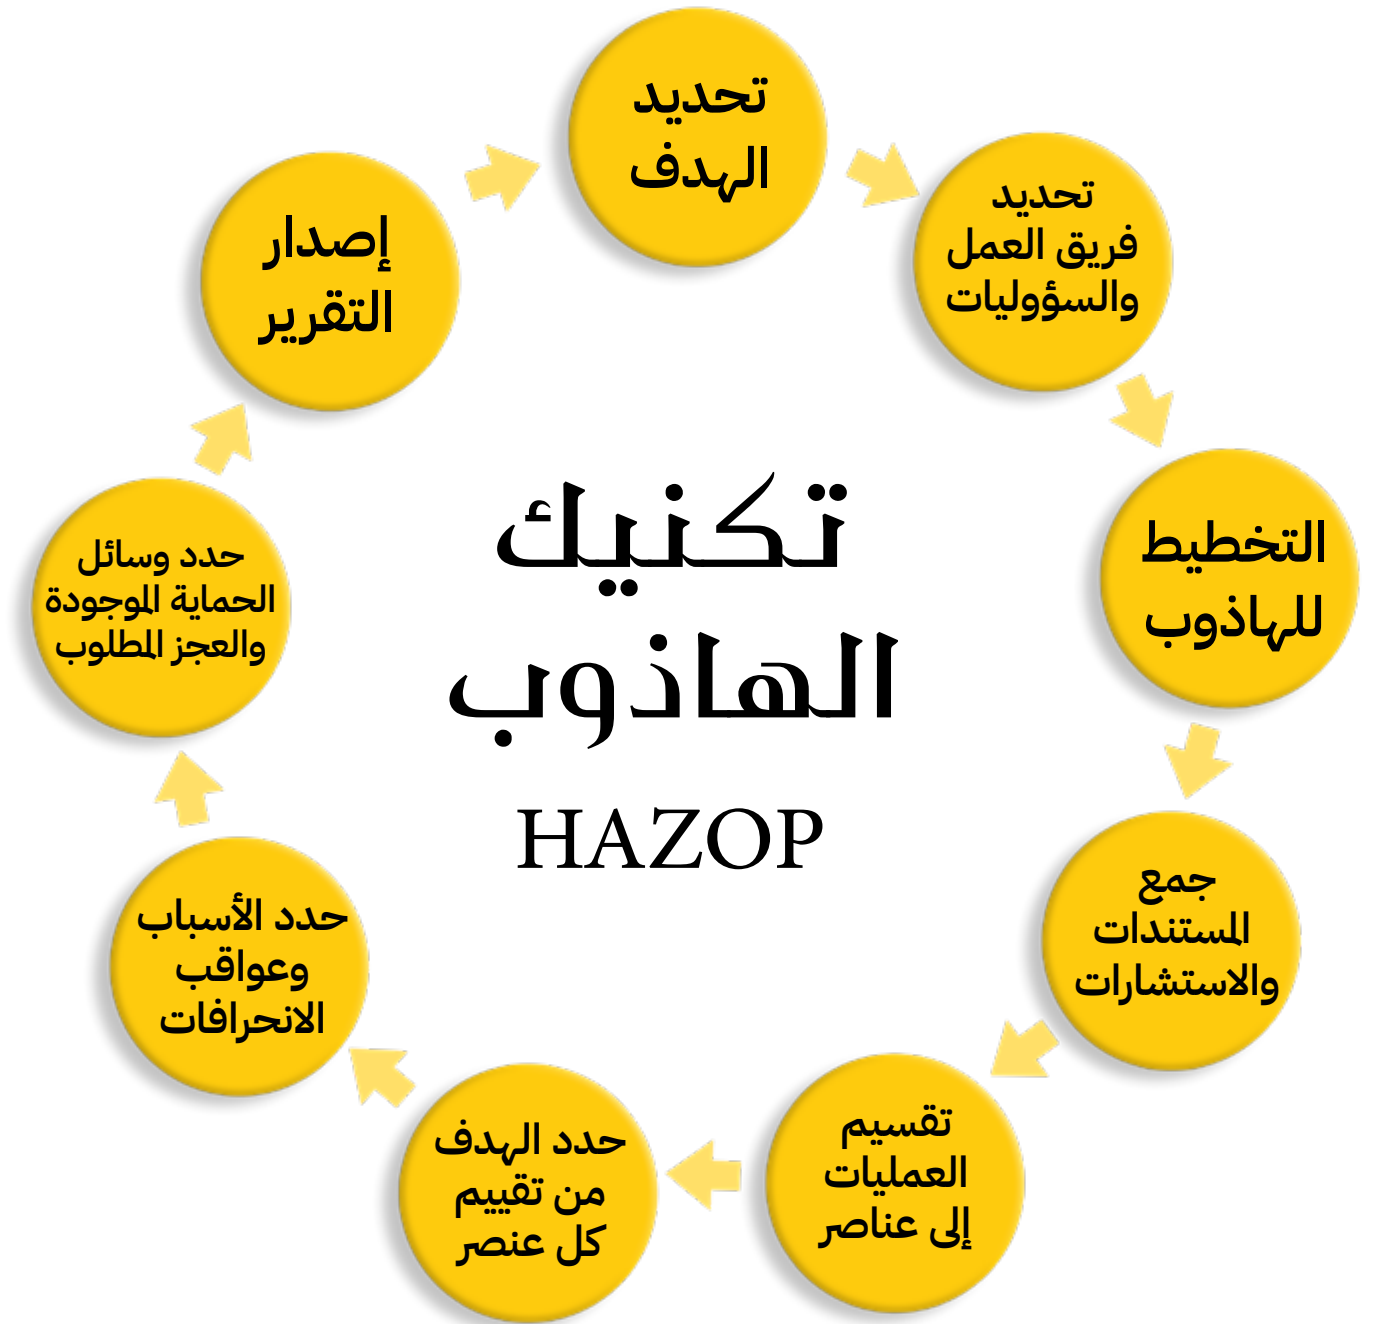 تحديد
الهدف
تحديد
فريق العمل
والسؤوليات
التخطيط
للهاذوب
جمع
المستندات
والاستشارات
تقسيم
العمليات
إلى عناصر
حدد الهدف
من تقييم
كل عنصر
حدد الأسباب
وعواقب
الانحرافات
حدد وسائل
الحماية الموجودة
والعجز المطلوب
إصدار
التقرير
تكنيك
الهاذوب
HAZOP